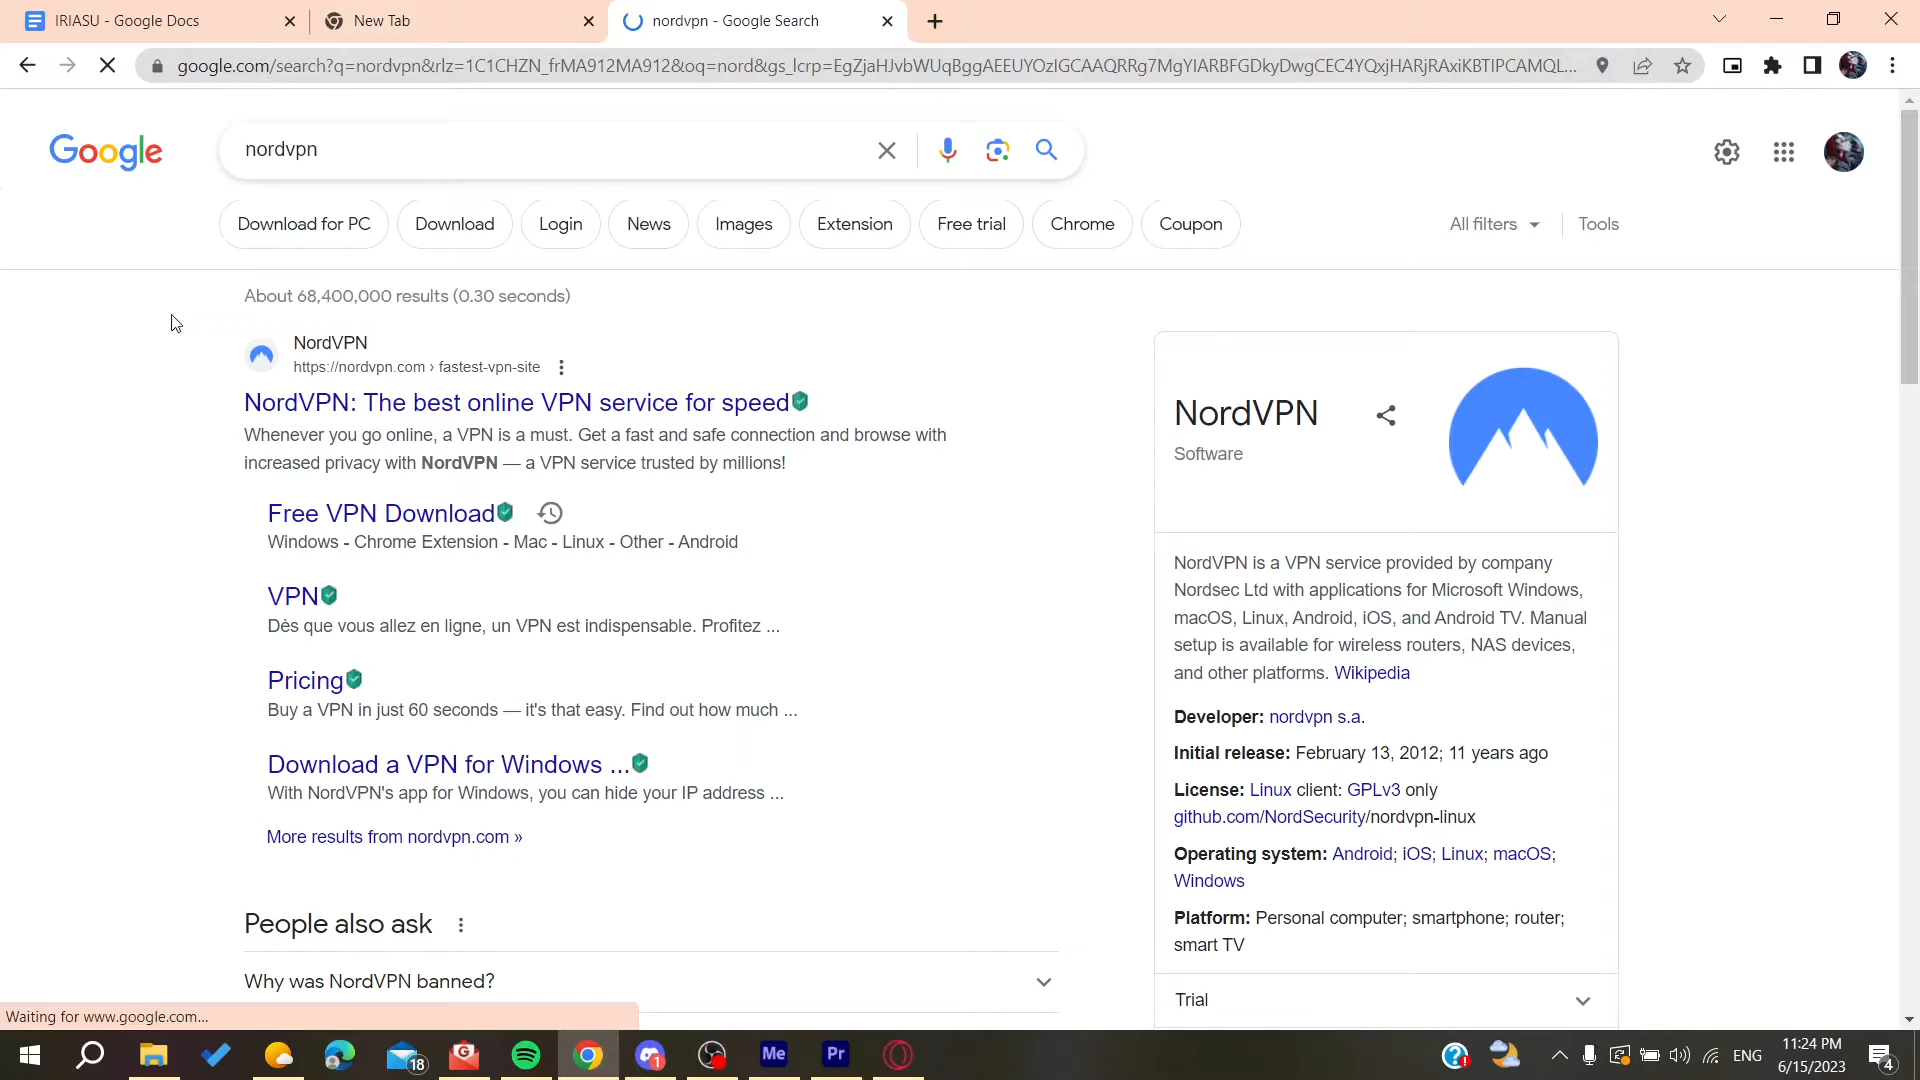 IRIASU - Google Docs
New Tab
nordvpn - Google Search
google.com/search?q=nordvpn&rlz=1C1CHZN_frMA912MA912&oq=nord&gs_lcrp=EgZjaHJvbWUqBggAEEUYOzIGCAAQRRg7MgYIARBFGDkyDwgCEC4YQxjHARjRAxiKBTIPCAMQL...
Google
nordvpn
Download for PC
Download
Login
News
Images
Extension
Free trial
Chrome
Coupon
All filters
Tools
About 68,400,000 results (0.30 seconds)
NordVPN
https://nordvpn.com › fastest-vpn-site
NordVPN: The best online VPN service for speed
Whenever you go online, a VPN is a must. Get a fast and safe connection and browse with
increased privacy with NordVPN — a VPN service trusted by millions!
Free VPN Download
Windows - Chrome Extension - Mac - Linux - Other - Android
VPN
Dès que vous allez en ligne, un VPN est indispensable. Profitez ...
Pricing
Buy a VPN in just 60 seconds — it's that easy. Find out how much ...
Download a VPN for Windows ...
With NordVPN's app for Windows, you can hide your IP address ...
More results from nordvpn.com »
People also ask
Why was NordVPN banned?
NordVPN
Software
NordVPN is a VPN service provided by company
Nordsec Ltd with applications for Microsoft Windows,
macOS, Linux, Android, iOS, and Android TV. Manual
setup is available for wireless routers, NAS devices,
and other platforms. Wikipedia
Developer: nordvpn s.a.
Initial release: February 13, 2012; 11 years ago
License: Linux client: GPLv3 only
github.com/NordSecurity/nordvpn-linux
Operating system: Android; iOS; Linux; macOS;
Windows
Platform: Personal computer; smartphone; router;
smart TV
Trial
Waiting for www.google.com...
18
G
1
Me
Pr
ENG
11:24 PM
6/15/2023
4